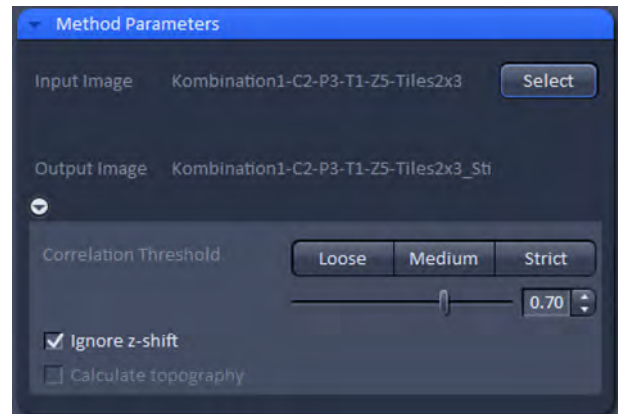 Method Parameters
Input Image Kombination1-C2-P3-T1-Z5-Tiles2x3 Select
Output Image Kombination1-C2-P3-T1-Z5-Tiles2x3_Sti
Correlation Threshold Loose Medium Strict
0.70
Ignore z-shift
Calculate topography